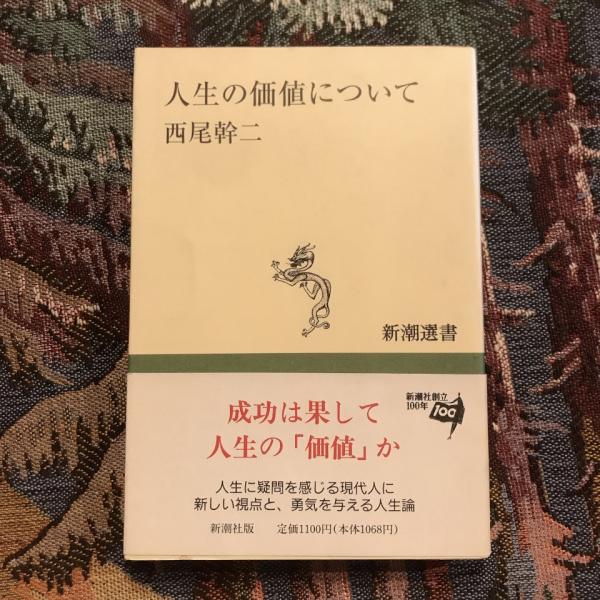 人生の価値について
西尾幹二
新潮選書
新潮社創立
100年
100
成功は果して
人生の「価値」か
人生に疑問を感じる現代人に
新しい視点と、勇気を与える人生論
新潮社版 定価1100円(本体1068円)